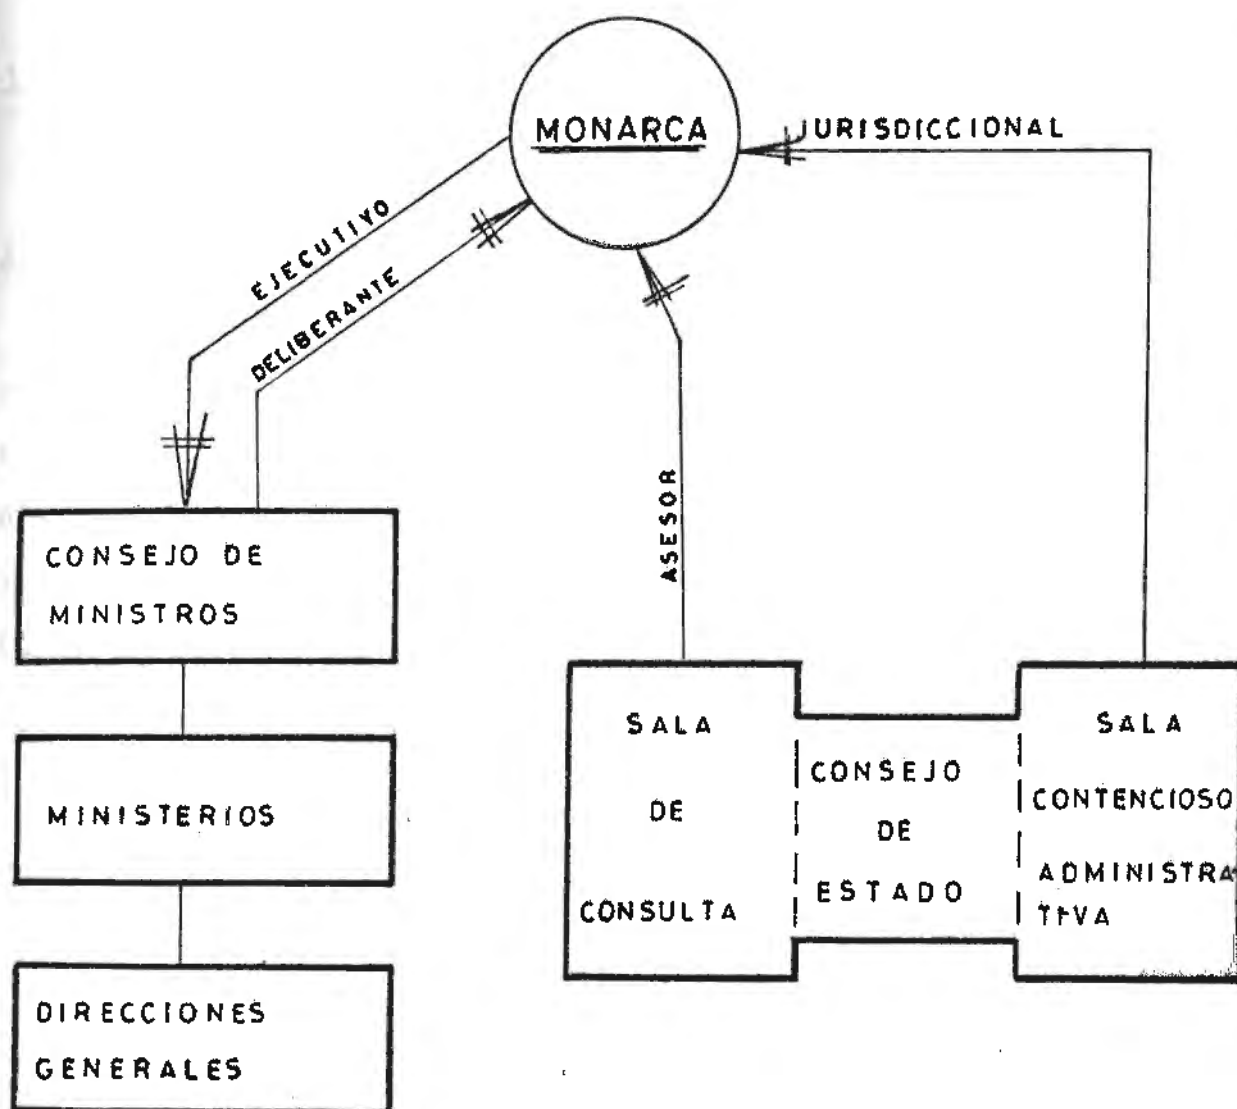 MONARCA
JURISDICCIONAL
EJECUTIVO
DELIBERANTE
ASESOR
CONSEJO DE
MINISTROS
MINISTERIOS
DIRECCIONES
GENERALES
SALA
DE
CONSULTA
CONSEJO
DE
ESTADO
SALA
CONTENCIOSO
ADMINISTRA
TIVA